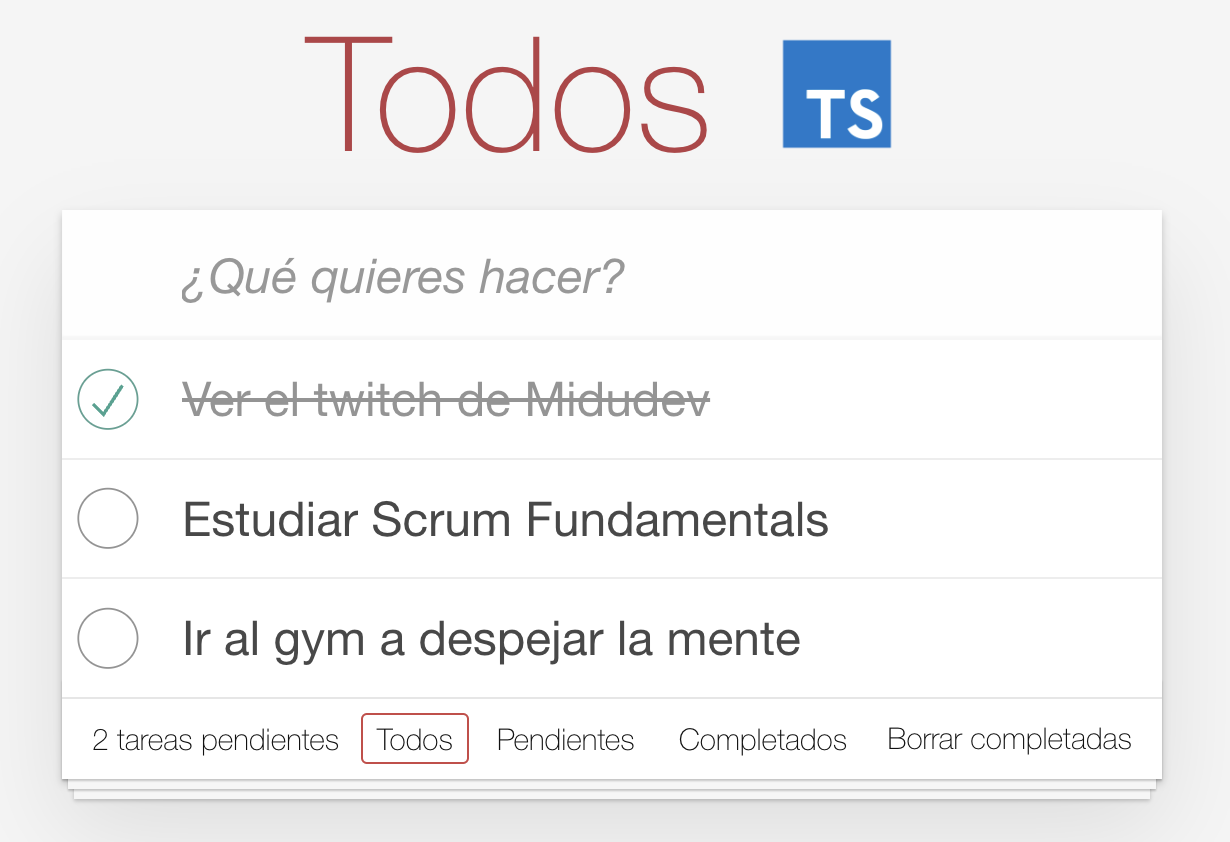 Todos TS
¿Qué quieres hacer?
Ver el twitch de Midudev
Estudiar Scrum Fundamentals
Ir al gym a despejar la mente
2 tareas pendientes Todos Pendientes Completados Borrar completadas